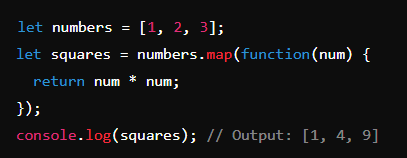 let numbers = [1, 2, 3];
let squares = numbers.map(function(num) {
  return num * num;
});
console.log(squares); // Output: [1, 4, 9]